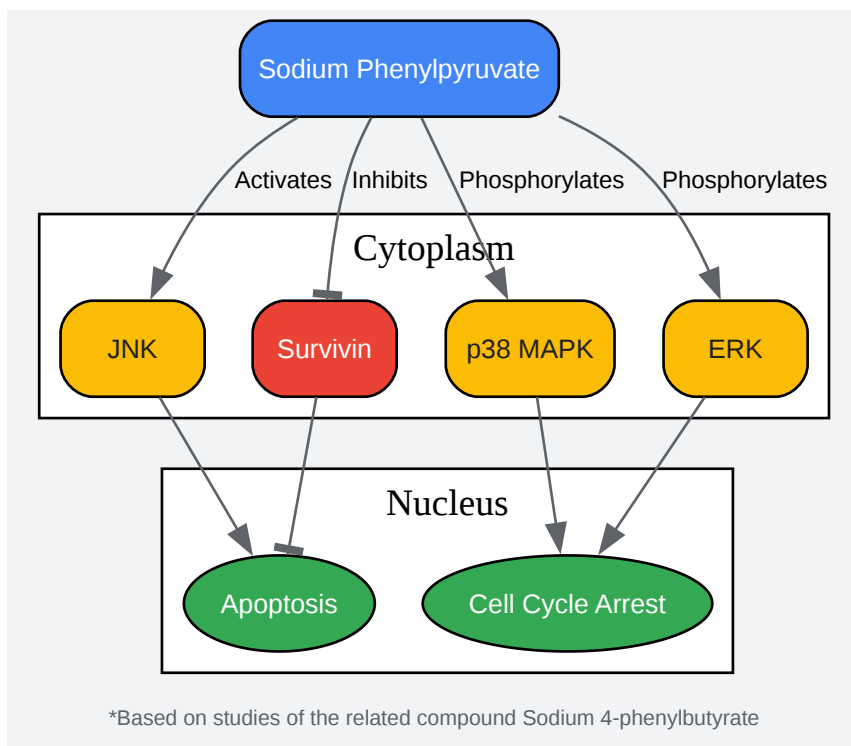 Sodium Phenylpyruvate
Activates
Inhibits
Phosphorylates
Phosphorylates
Cytoplasm
JNK
Survivin
p38 MAPK
ERK
Nucleus
Apoptosis
Cell Cycle Arrest
*Based on studies of the related compound Sodium 4-phenylbutyrate